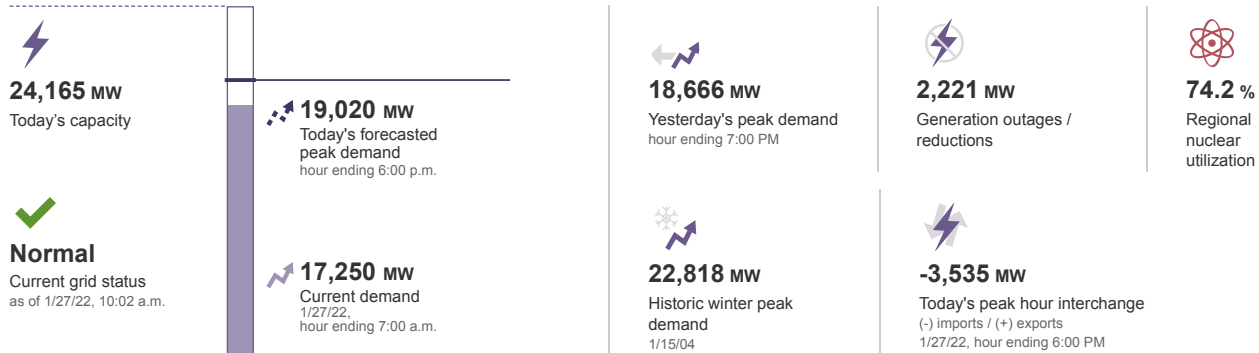 24,165 MW
Today's capacity
Normal
Current grid status
as of 1/27/22, 10:02 a.m.
19,020 MW
Today's forecasted
peak demand
hour ending 6:00 p.m.
17,250 MW
Current demand
1/27/22,
hour ending 7:00 a.m.
18,666 MW
Yesterday's peak demand
hour ending 7:00 PM
2,221 MW
Generation outages /
reductions
74.2 %
Regional
nuclear
utilization
22,818 MW
Historic winter peak
demand
1/15/04
-3,535 MW
Today's peak hour interchange
(-) imports / (+) exports
1/27/22, hour ending 6:00 PM